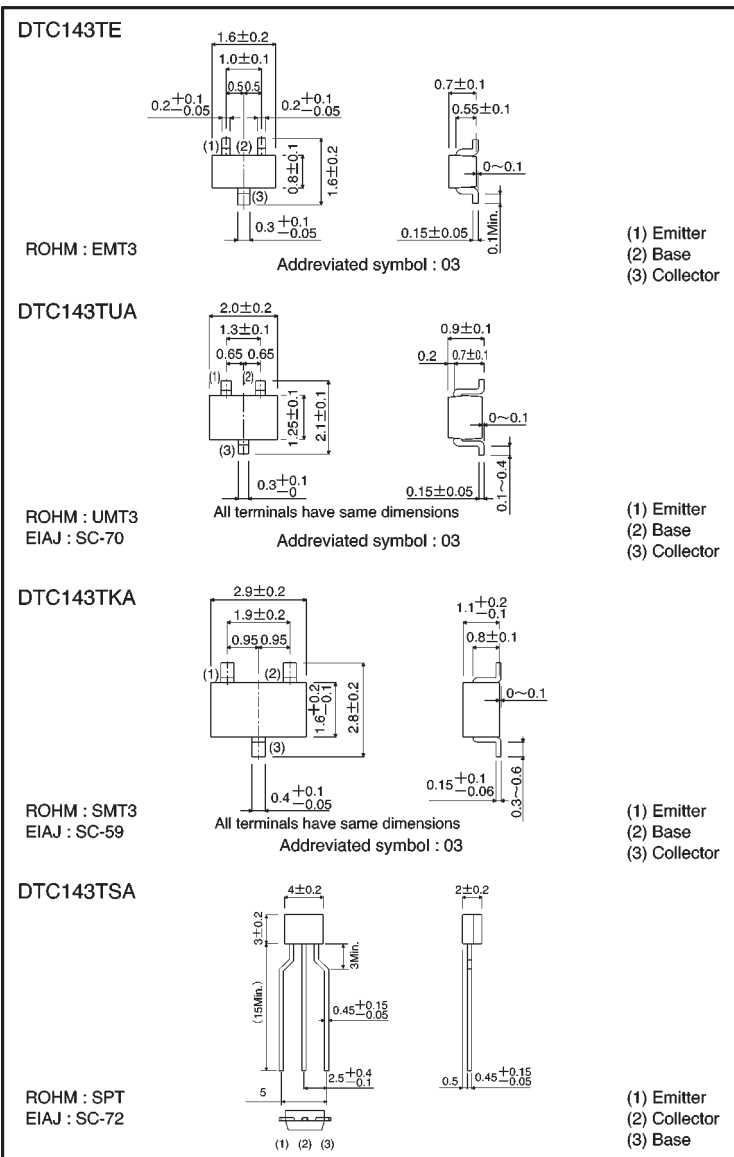 DTC143TE
1.6±0.2
1.0±0.1
0.5 0.5
0.2 +0.1 −0.05
0.2 +0.1 −0.05
(1) (2)
0.8±0.1
1.6±0.2
(3)
0.3 +0.1 −0.05
0.7±0.1
0.55±0.1
0~0.1
0.15±0.05
0.1Min.
ROHM : EMT3
Addreviated symbol : 03
(1) Emitter
(2) Base
(3) Collector
DTC143TUA
2.0±0.2
1.3±0.1
0.65 0.65
(1) (2)
1.25±0.1
2.1±0.1
(3)
0.3 +0.1 −0
0.9±0.1
0.2 0.7±0.1
0~0.1
0.15±0.05
0.1~0.4
All terminals have same dimensions
ROHM : UMT3
EIAJ : SC-70
Addreviated symbol : 03
(1) Emitter
(2) Base
(3) Collector
DTC143TKA
2.9±0.2
1.9±0.2
0.95 0.95
(1) (2)
1.6 +0.2 −0.1
2.8±0.2
(3)
0.4 +0.1 −0.05
1.1 +0.2 −0.1
0.8±0.1
0~0.1
0.15 +0.1 −0.06
0.3~0.6
All terminals have same dimensions
ROHM : SMT3
EIAJ : SC-59
Addreviated symbol : 03
(1) Emitter
(2) Base
(3) Collector
DTC143TSA
4±0.2
2±0.2
3±0.2
3Min.
(15Min.)
0.45 +0.15 −0.05
2.5 +0.4 −0.1
5
0.5
0.45 +0.15 −0.05
(1) (2) (3)
ROHM : SPT
EIAJ : SC-72
(1) Emitter
(2) Collector
(3) Base